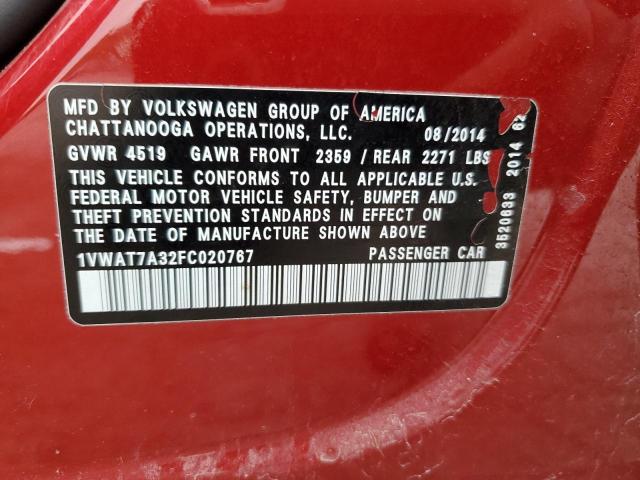 MFD BY VOLKSWAGEN GROUP OF AMERICA
CHATTANOOGA OPERATIONS, LLC. 08/2014
GVWR 4519 GAWR FRONT 2359 / REAR 2271 LBS
THIS VEHICLE CONFORMS TO ALL APPLICABLE U.S.
FEDERAL MOTOR VEHICLE SAFETY, BUMPER AND
THEFT PREVENTION STANDARDS IN EFFECT ON
THE DATE OF MANUFACTURE SHOWN ABOVE
1VWAT7A32FC020767 PASSENGER CAR
3520633 2014 62